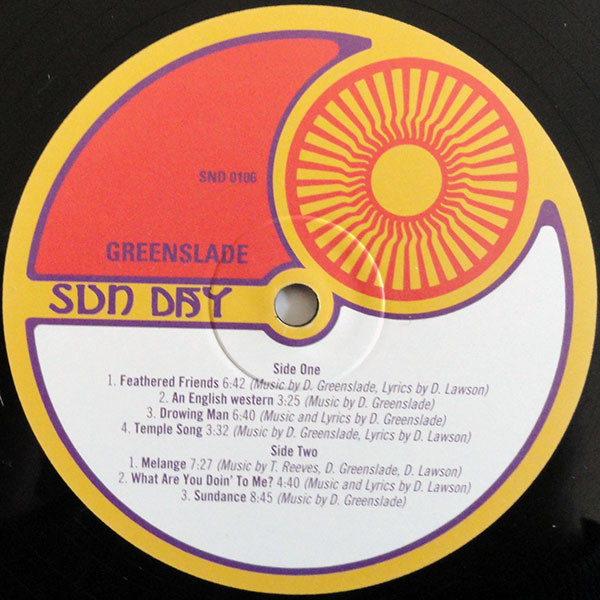 SND 0106
GREENSLADE
SUN DAY
Side One
1. Feathered Friends 6:42 (Music by D. Greenslade, Lyrics by D. Lawson)
2. An English western 3:25 (Music by D. Greenslade)
3. Drowing Man 6:40 (Music and Lyrics by D. Greenslade)
4. Temple Song 3:32 (Music by D. Greenslade, Lyrics by D. Lawson)
Side Two
1. Melange 7:27 (Music by T. Reeves, D. Greenslade, D. Lawson)
2. What Are You Doin' To Me? 4:40 (Music and Lyrics by D. Lawson)
3. Sundance 8:45 (Music by D. Greenslade)